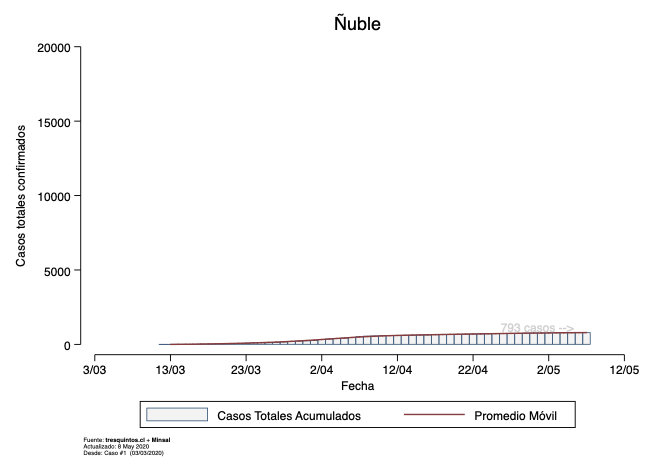 Ñuble
Casos totales confirmados
20000
15000
10000
5000
0
793 casos -->
3/03 13/03 23/03 2/04 12/04 22/04 2/05 12/05
Fecha
Casos Totales Acumulados Promedio Móvil
Fuente: tresquintos.cl + Minsal
Actualizado: 8 May 2020
Desde: Caso #1 (03/03/2020)